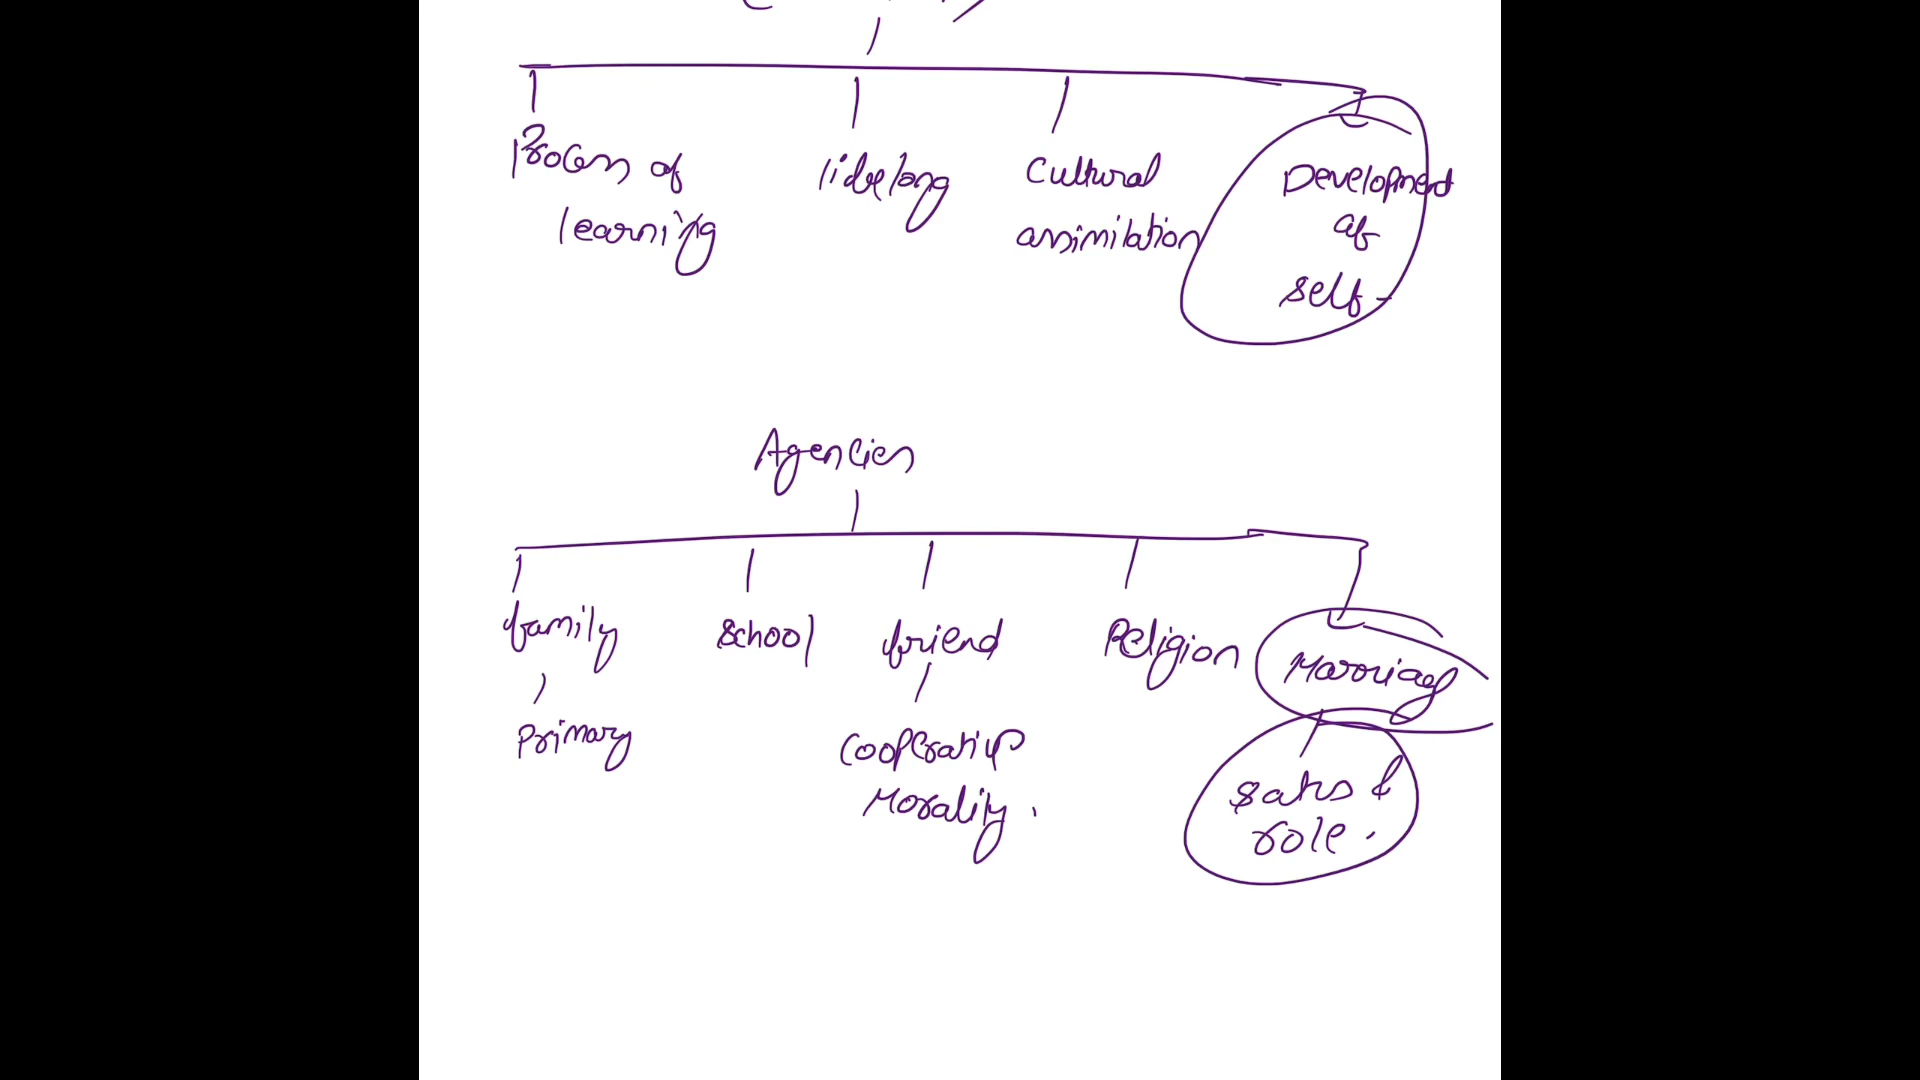 Process of
learning
lifelong
Cultural
assimilation
Development
of
self
Agencies
family
school
friend
Religion
Marriage
Primary
Cooperative
Morality.
status &
role.